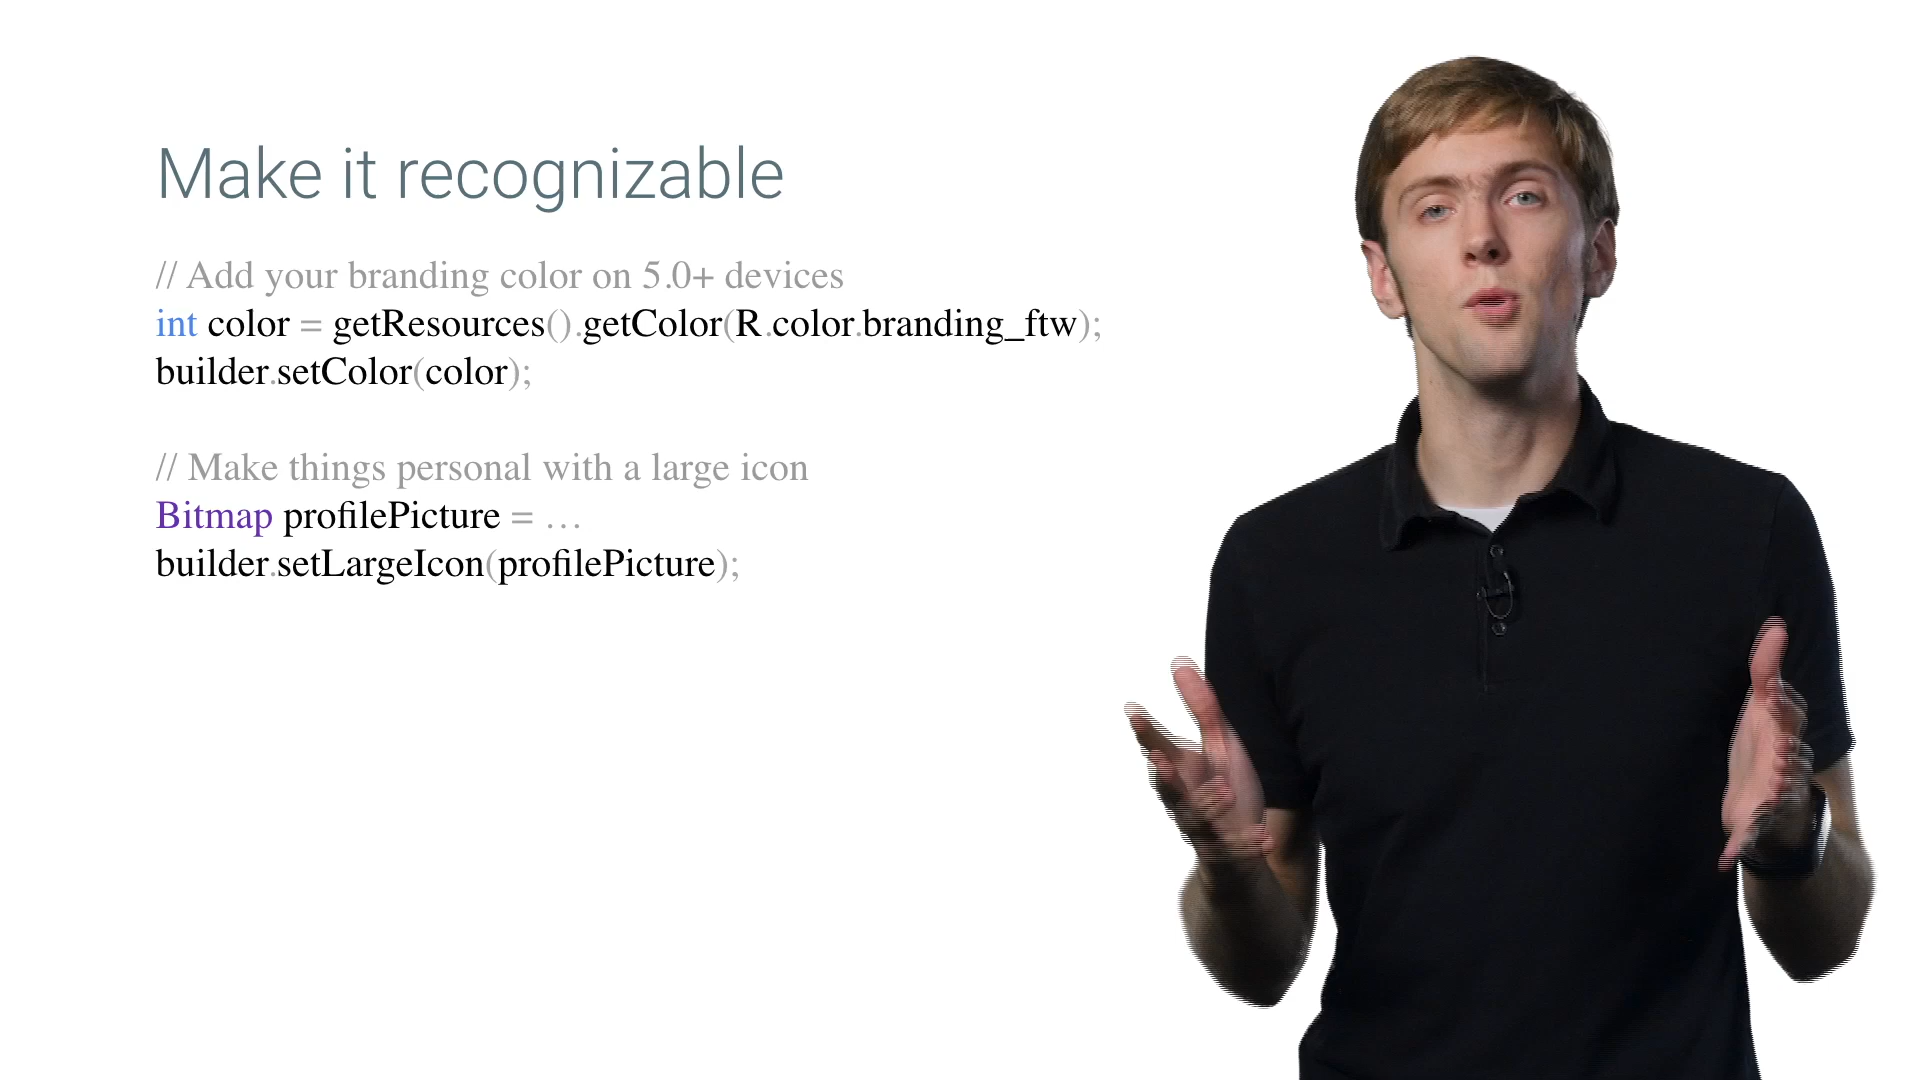 Make it recognizable
// Add your branding color on 5.0+ devices
int color = getResources().getColor(R.color.branding_ftw);
builder.setColor(color);
// Make things personal with a large icon
Bitmap profilePicture = …
builder.setLargeIcon(profilePicture);